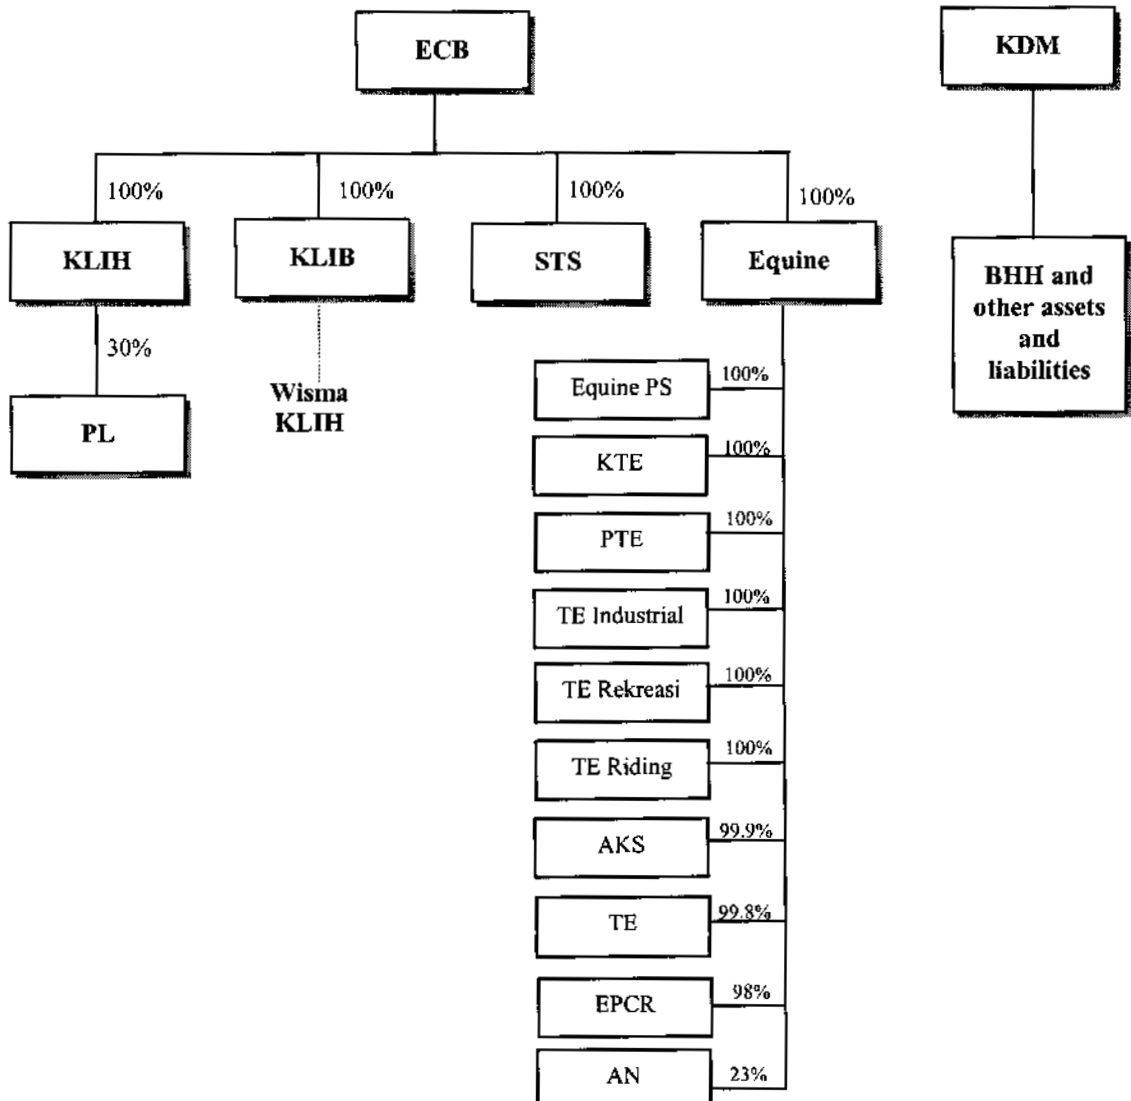 ECB
KDM
100%
100%
100%
100%
KLIH
KLIB
STS
Equine
BHH and
other assets
and
liabilities
30%
Wisma
KLIH
PL
Equine PS
100%
KTE
100%
PTE
100%
TE Industrial
100%
TE Rekreasi
100%
TE Riding
100%
AKS
99.9%
TE
99.8%
EPCR
98%
AN
23%